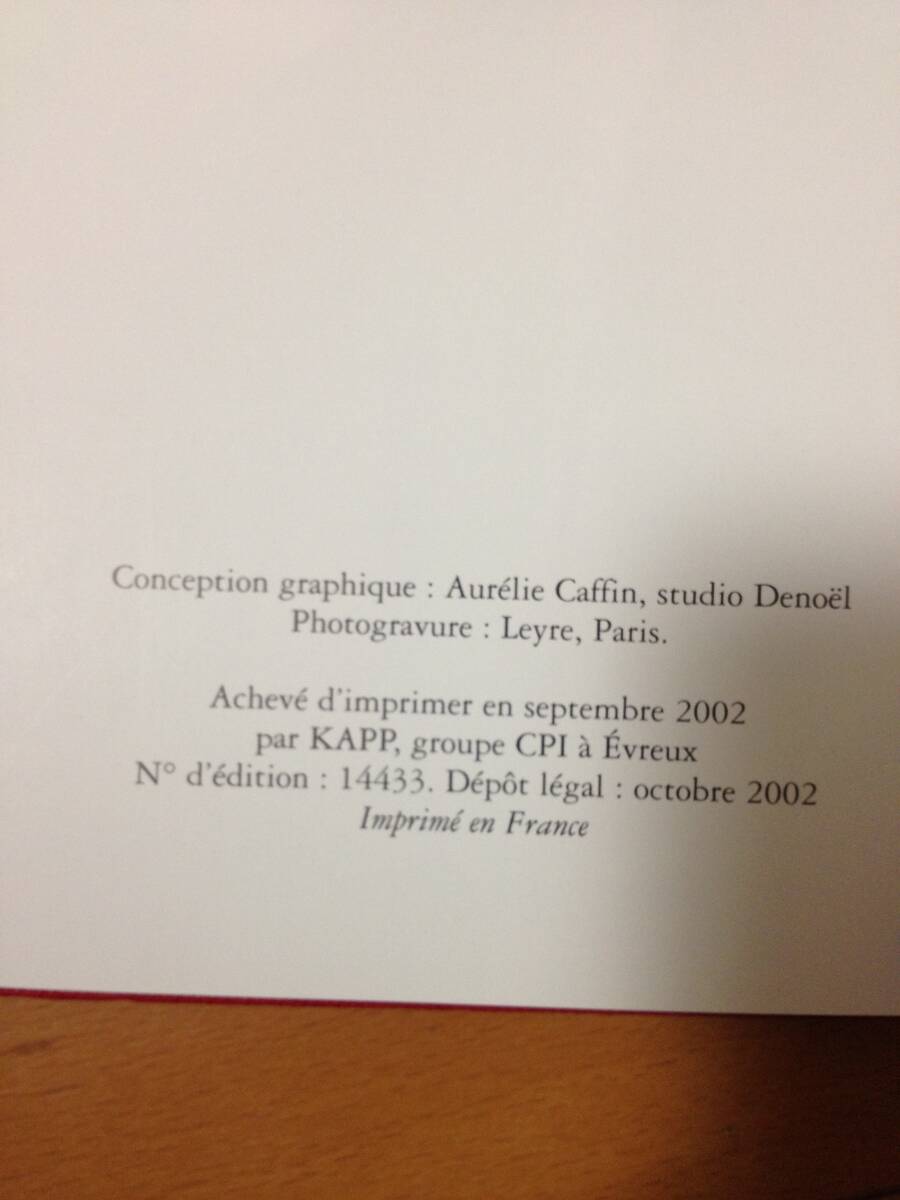 Conception graphique : Aurélie Caffin, studio Denoël
Photogravure : Leyre, Paris.
Achevé d'imprimer en septembre 2002
par KAPP, groupe CPI à Évreux
N° d'édition : 14433. Dépôt légal : octobre 2002
Imprimé en France